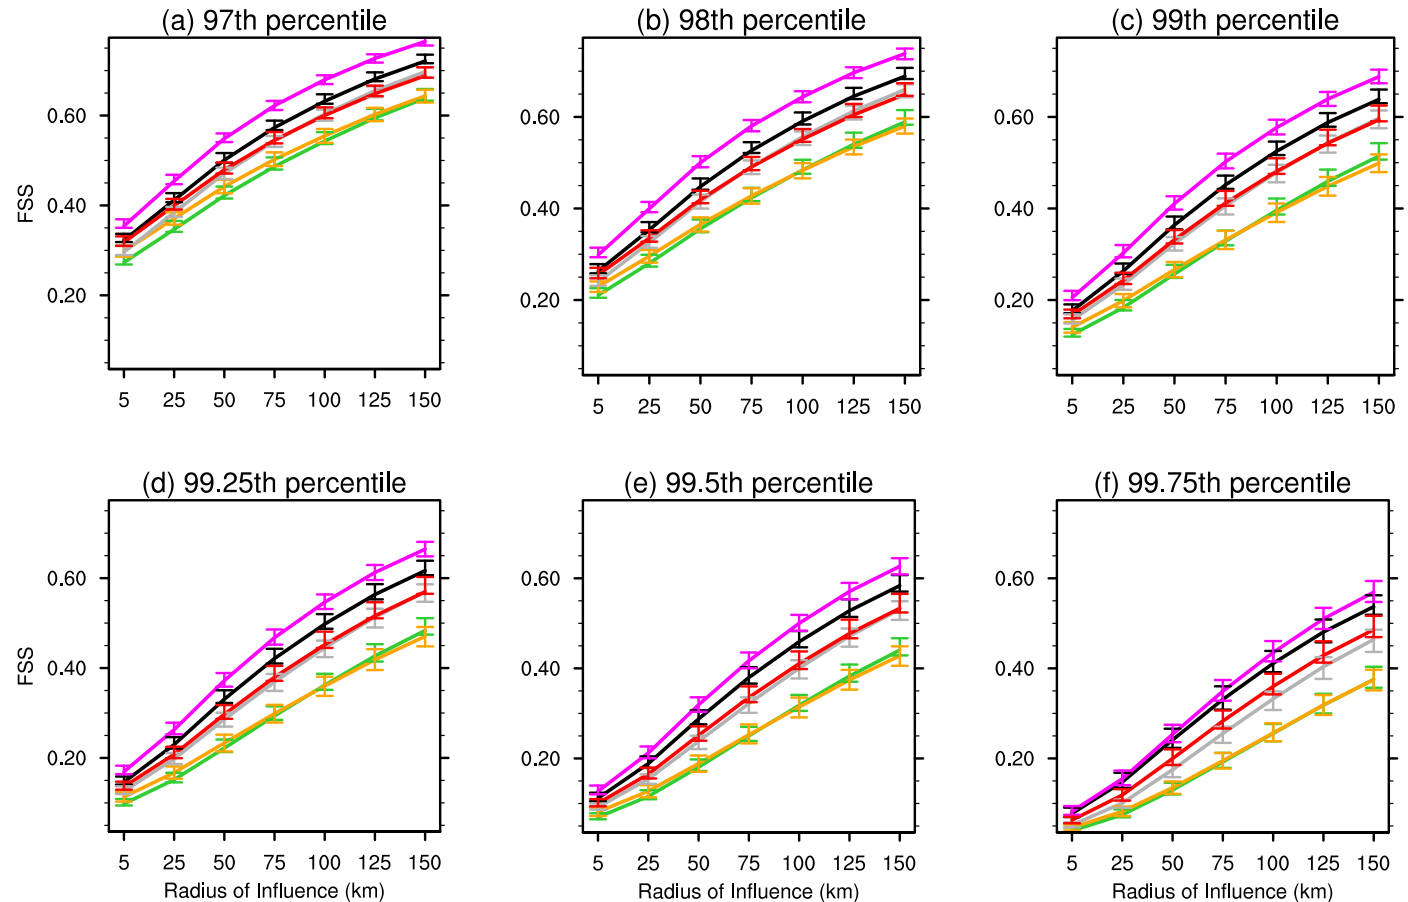 (a) 97th percentile
(b) 98th percentile
(c) 99th percentile
FSS
0.60
0.40
0.20
5 25 50 75 100 125 150
0.60
0.40
0.20
5 25 50 75 100 125 150
0.60
0.40
0.20
5 25 50 75 100 125 150
(d) 99.25th percentile
(e) 99.5th percentile
(f) 99.75th percentile
FSS
0.60
0.40
0.20
5 25 50 75 100 125 150
Radius of Influence (km)
0.60
0.40
0.20
5 25 50 75 100 125 150
Radius of Influence (km)
0.60
0.40
0.20
5 25 50 75 100 125 150
Radius of Influence (km)